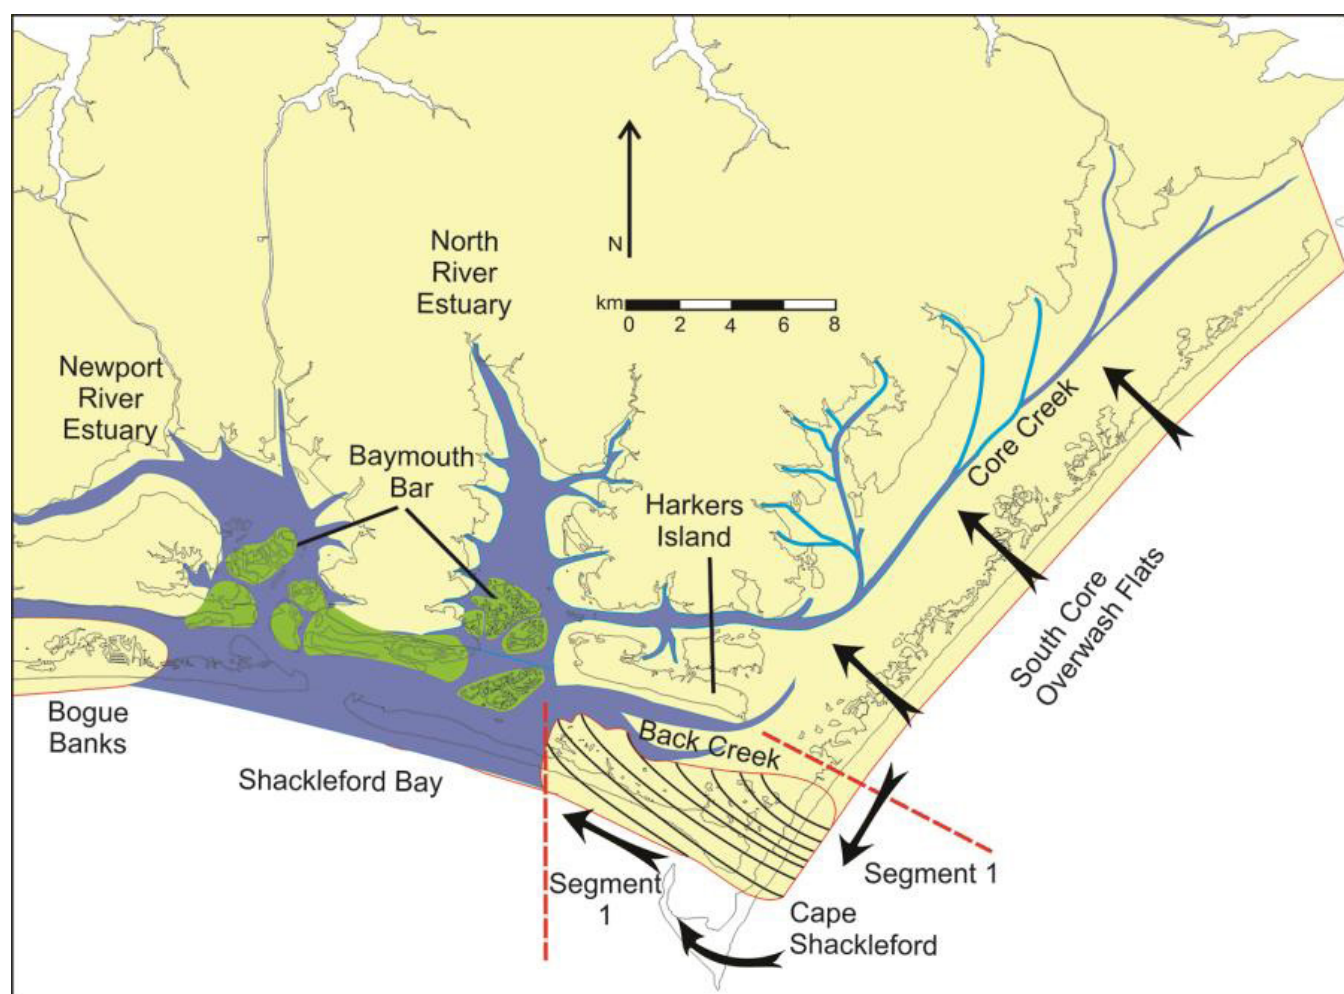 North
River
Estuary
N
km
0 2 4 6 8
Newport
River
Estuary
Baymouth
Bar
Harkers
Island
Core Creek
South Core
Overwash Flats
Back Creek
Bogue
Banks
Shackleford Bay
Segment
1
Segment 1
Cape
Shackleford